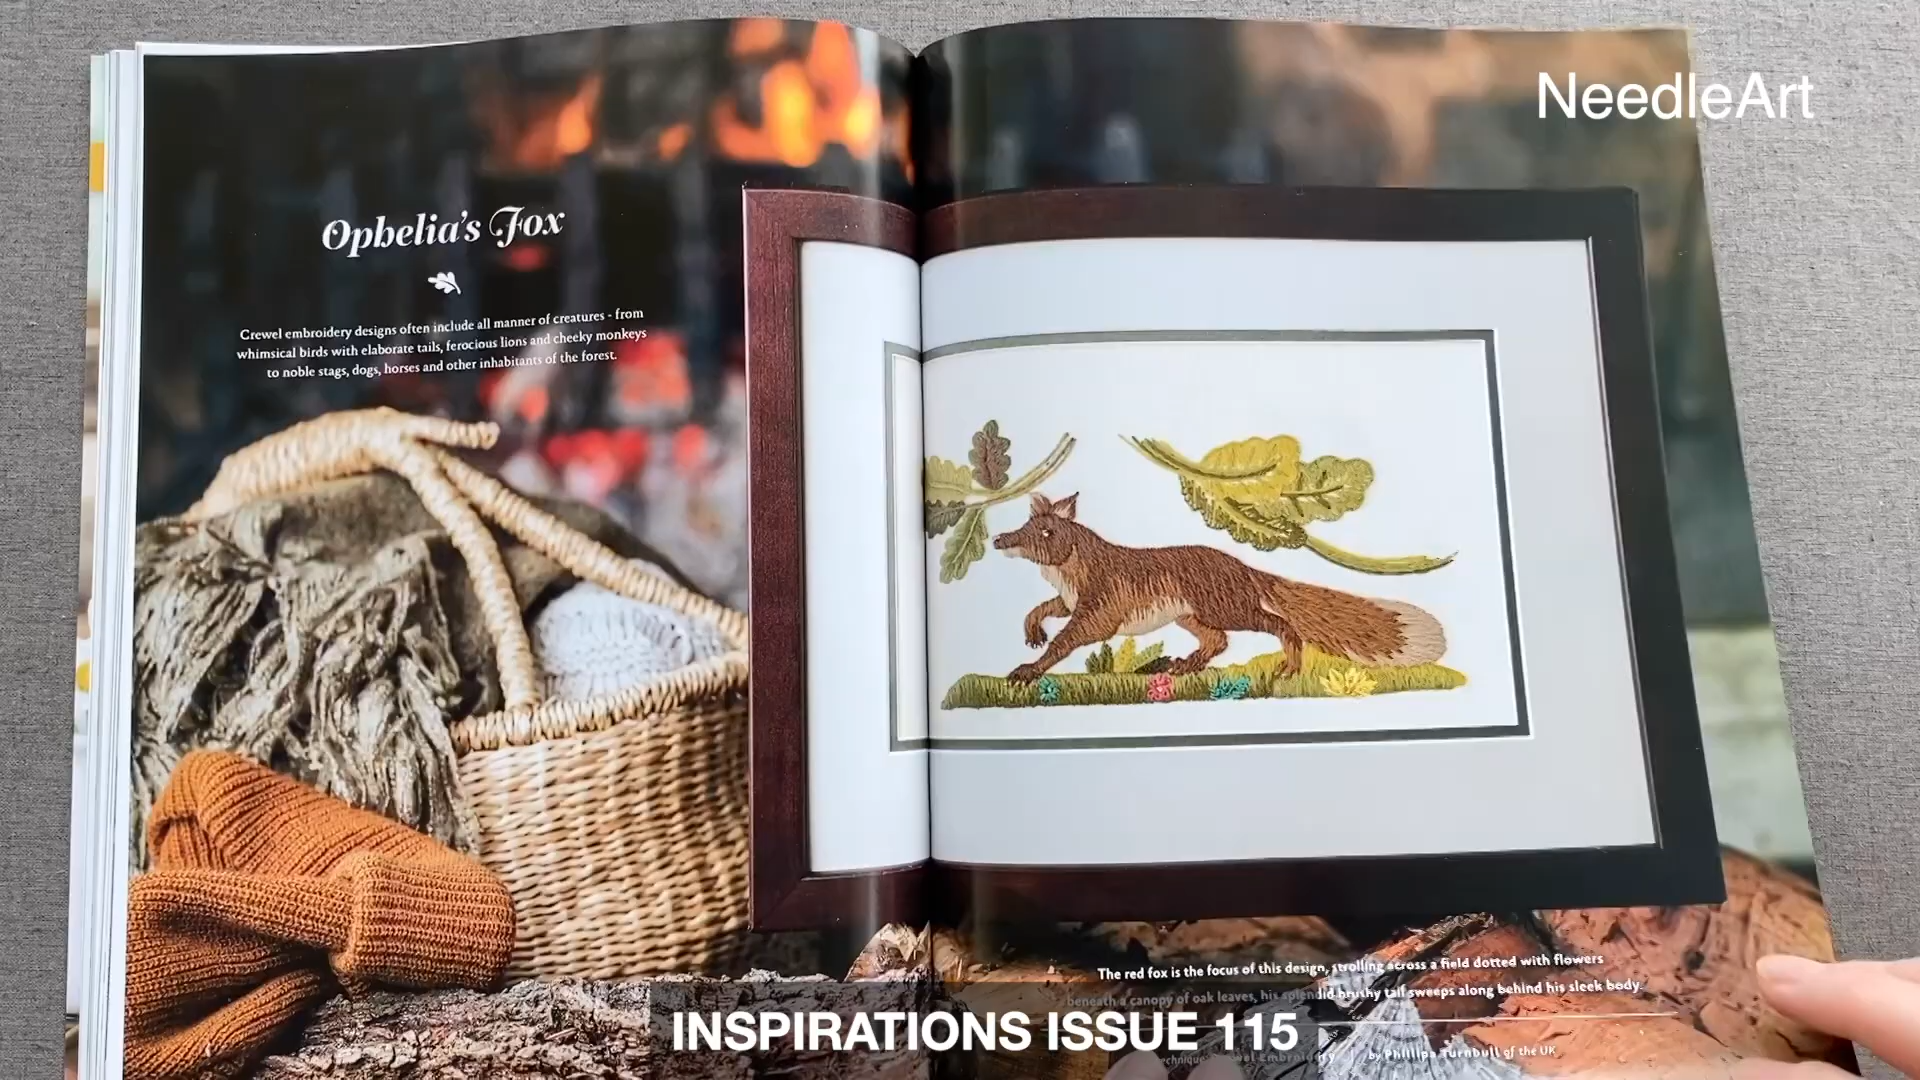 NeedleArt
Ophelia's Fox
Crewel embroidery designs often include all manner of creatures - from
whimsical birds with elaborate tails, ferocious lions and cheeky monkeys
to noble stags, dogs, horses and other inhabitants of the forest.
The red fox is the focus of this design, strolling across a field dotted with flowers
beneath a canopy of oak leaves, his splendid brushy tail sweeps along behind his sleek body.
INSPIRATIONS ISSUE 115
Technique: Crewel Embroidery | by Phillipa Turnbull of the UK